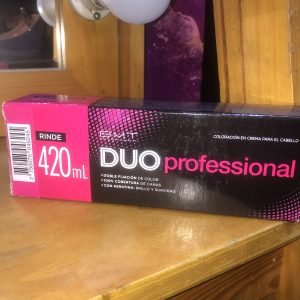 RINDE
420mL
BMT
DUO professional
COLORACIÓN EN CREMA PARA EL CABELLO
• DOBLE FIJACIÓN DE COLOR
• 100% COBERTURA DE CANAS
• CON KERATINA: BRILLO Y SUAVIDAD